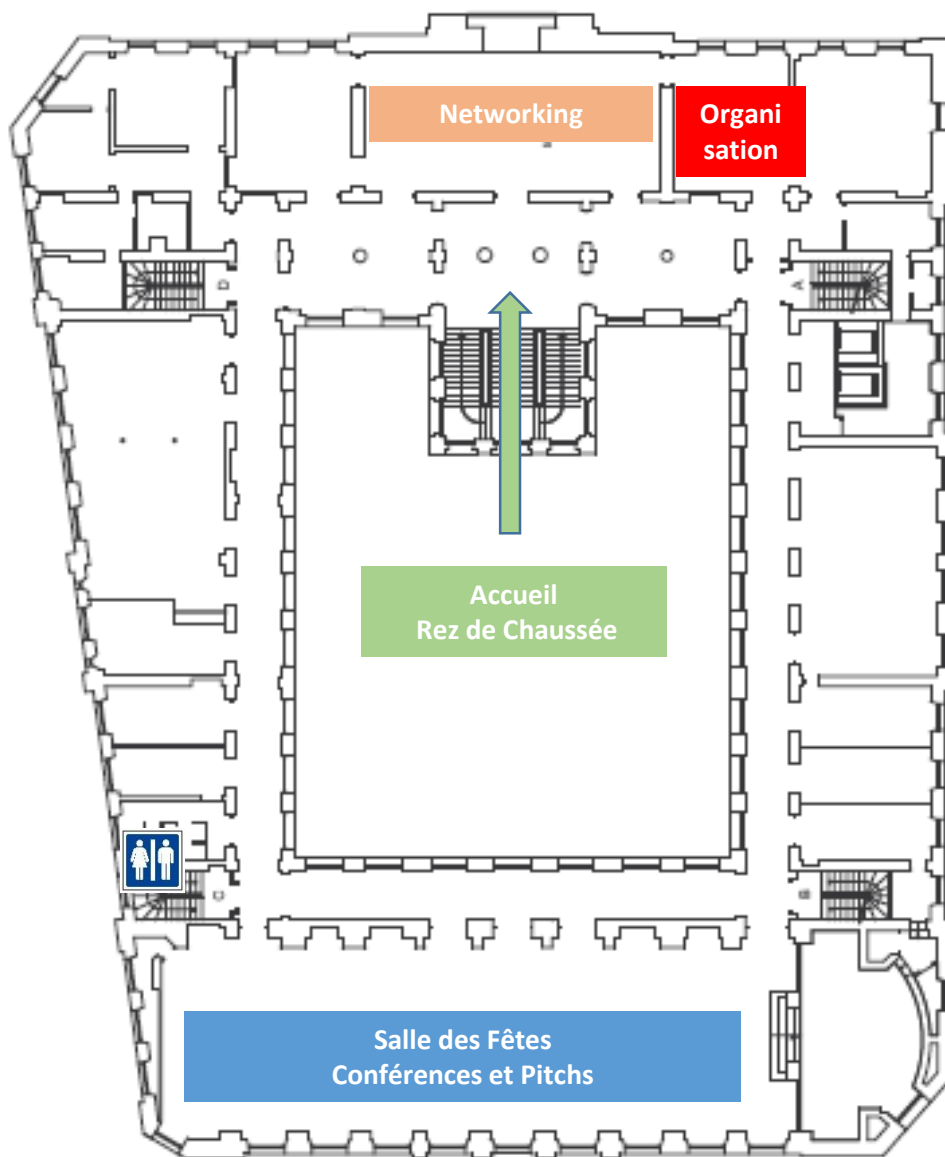 Networking
Organi
sation
D
A
Accueil
Rez de Chaussée
C
B
Salle des Fêtes
Conférences et Pitchs